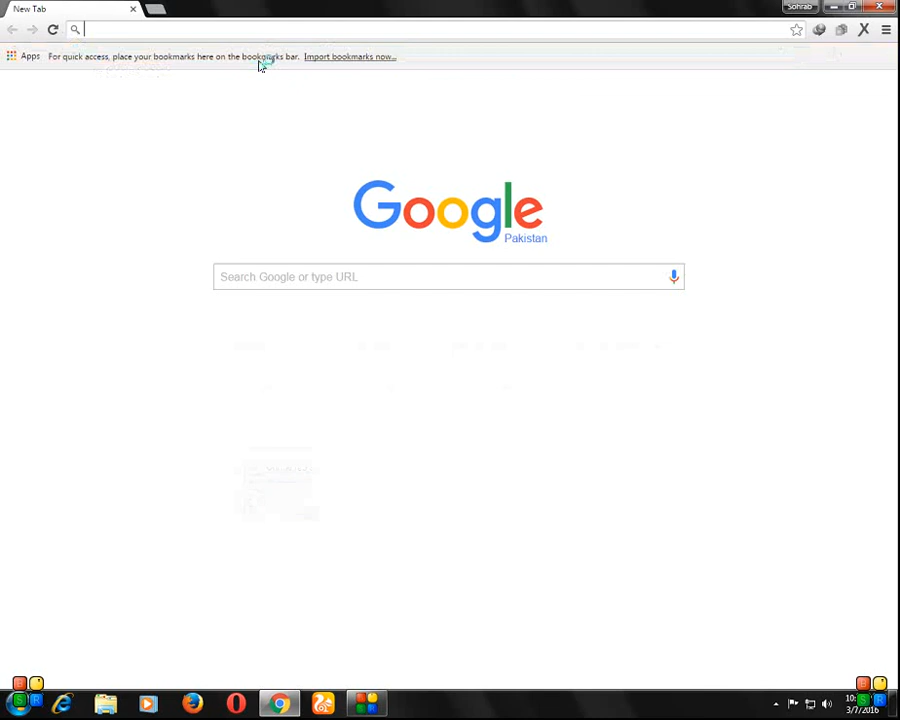 New Tab
Sohrab
Apps
For quick access, place your bookmarks here on the bookmarks bar. Import bookmarks now...
Google
Pakistan
Search Google or type URL
B
S R
B
S R
3/7/2016